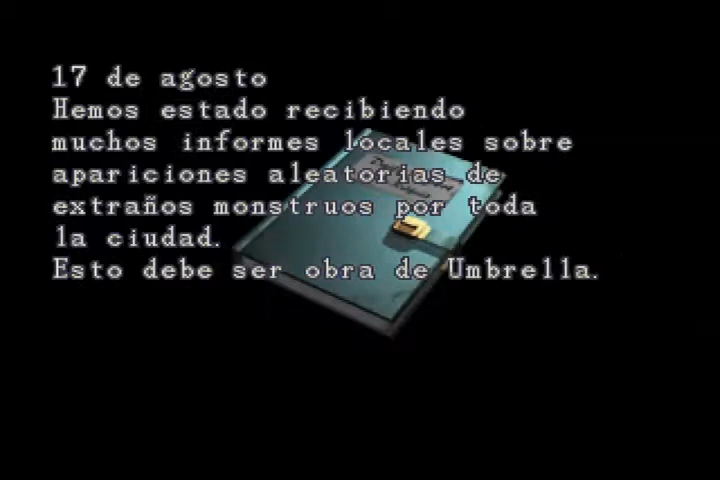 17 de agosto
Hemos estado recibiendo
muchos informes locales sobre
apariciones aleatorias de
extraños monstruos por toda
la ciudad.
Esto debe ser obra de Umbrella.